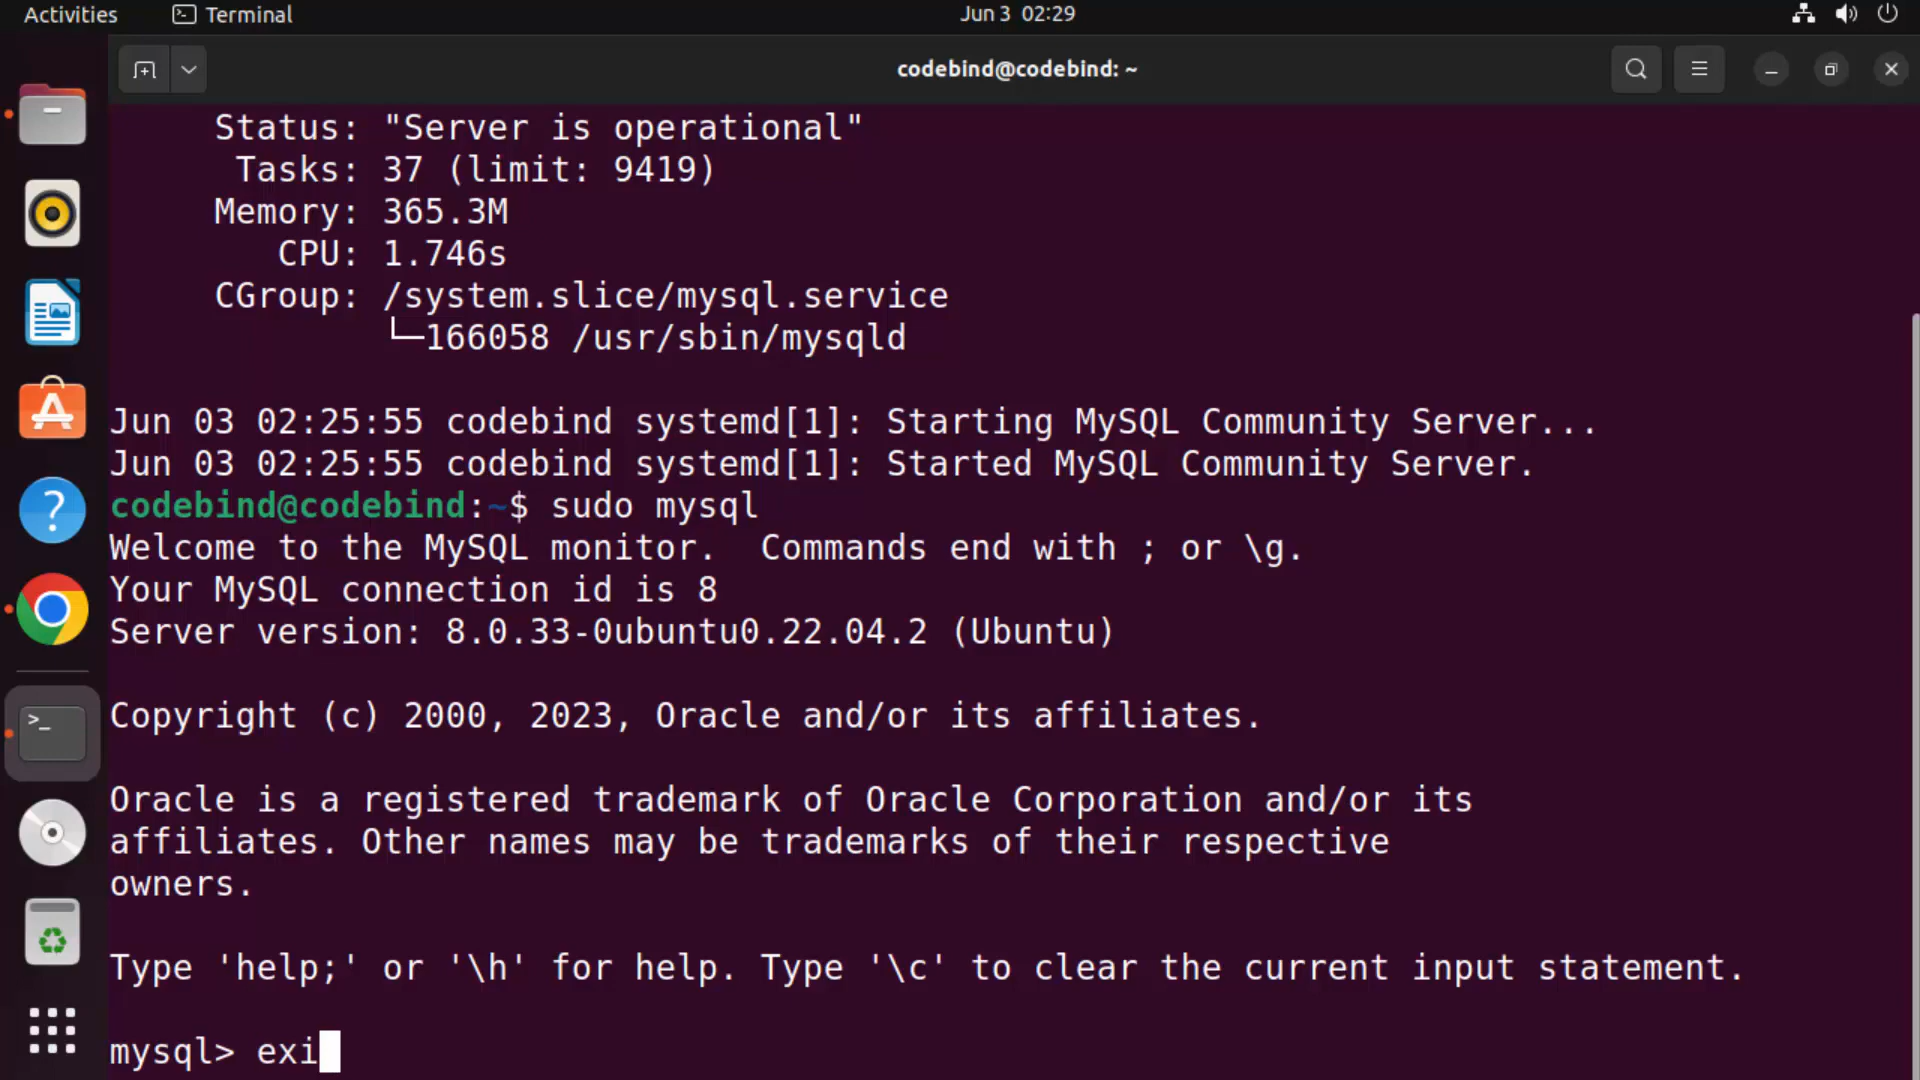 Activities Terminal Jun 3 02:29
codebind@codebind: ~
Status: "Server is operational"
Tasks: 37 (limit: 9419)
Memory: 365.3M
CPU: 1.746s
CGroup: /system.slice/mysql.service
└─166058 /usr/sbin/mysqld
Jun 03 02:25:55 codebind systemd[1]: Starting MySQL Community Server...
Jun 03 02:25:55 codebind systemd[1]: Started MySQL Community Server.
codebind@codebind:~$ sudo mysql
Welcome to the MySQL monitor.  Commands end with ; or \g.
Your MySQL connection id is 8
Server version: 8.0.33-0ubuntu0.22.04.2 (Ubuntu)
Copyright (c) 2000, 2023, Oracle and/or its affiliates.
Oracle is a registered trademark of Oracle Corporation and/or its
affiliates. Other names may be trademarks of their respective
owners.
Type 'help;' or '\h' for help. Type '\c' to clear the current input statement.
mysql> exi